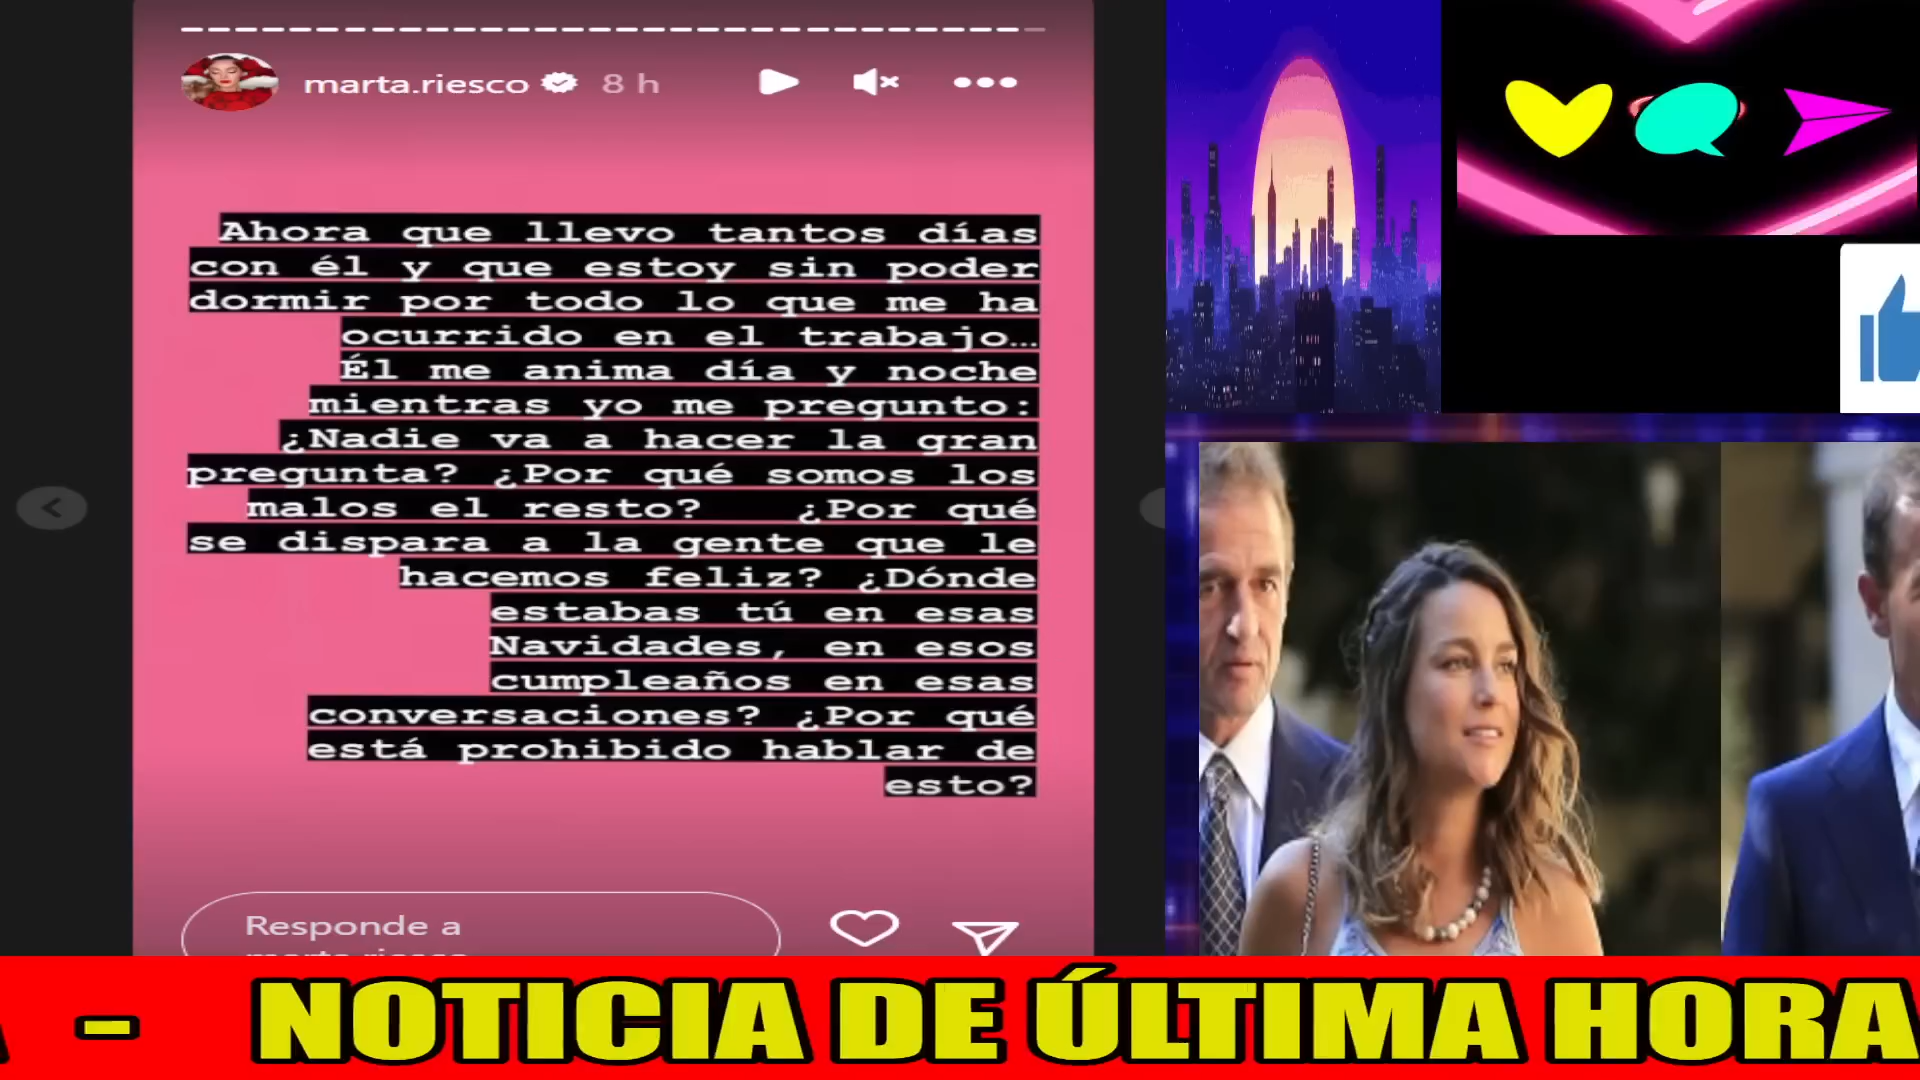 marta.riesco 8 h
Ahora que llevo tantos días
con él y que estoy sin poder
dormir por todo lo que me ha
ocurrido en el trabajo…
Él me anima día y noche
mientras yo me pregunto:
¿Nadie va a hacer la gran
pregunta? ¿Por qué somos los
malos el resto? ¿Por qué
se dispara a la gente que le
hacemos feliz? ¿Dónde
estabas tú en esas
Navidades, en esos
cumpleaños en esas
conversaciones? ¿Por qué
está prohibido hablar de
esto?
Responde a
marta.riesco
- NOTICIA DE ÚLTIMA HORA